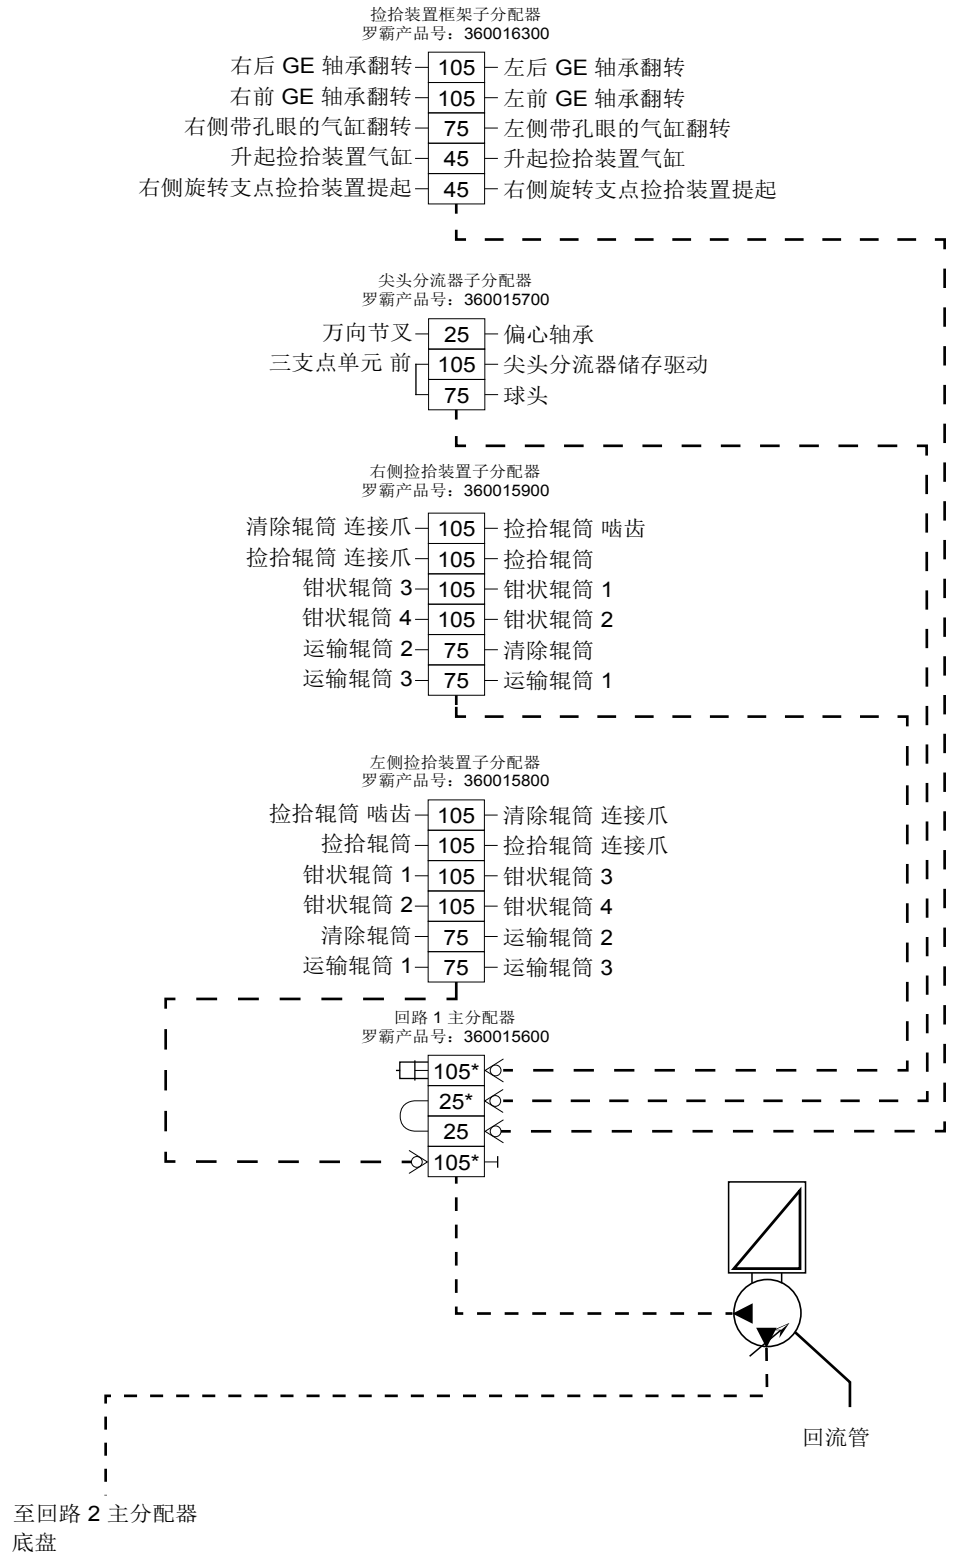 捡拾装置框架子分配器
罗霸产品号：360016300
右后 GE 轴承翻转 105 左后 GE 轴承翻转
右前 GE 轴承翻转 105 左前 GE 轴承翻转
右侧带孔眼的气缸翻转 75 左侧带孔眼的气缸翻转
升起捡拾装置气缸 45 升起捡拾装置气缸
右侧旋转支点捡拾装置提起 45 右侧旋转支点捡拾装置提起
尖头分流器子分配器
罗霸产品号：360015700
万向节叉 25 偏心轴承
三支点单元 前 105 尖头分流器储存驱动
75 球头
右侧捡拾装置子分配器
罗霸产品号：360015900
清除辊筒 连接爪 105 捡拾辊筒 啮齿
捡拾辊筒 连接爪 105 捡拾辊筒
钳状辊筒 3 105 钳状辊筒 1
钳状辊筒 4 105 钳状辊筒 2
运输辊筒 2 75 清除辊筒
运输辊筒 3 75 运输辊筒 1
左侧捡拾装置子分配器
罗霸产品号：360015800
捡拾辊筒 啮齿 105 清除辊筒 连接爪
捡拾辊筒 105 捡拾辊筒 连接爪
钳状辊筒 1 105 钳状辊筒 3
钳状辊筒 2 105 钳状辊筒 4
清除辊筒 75 运输辊筒 2
运输辊筒 1 75 运输辊筒 3
回路 1 主分配器
罗霸产品号：360015600
105*
25*
25
105*
回流管
至回路 2 主分配器
底盘